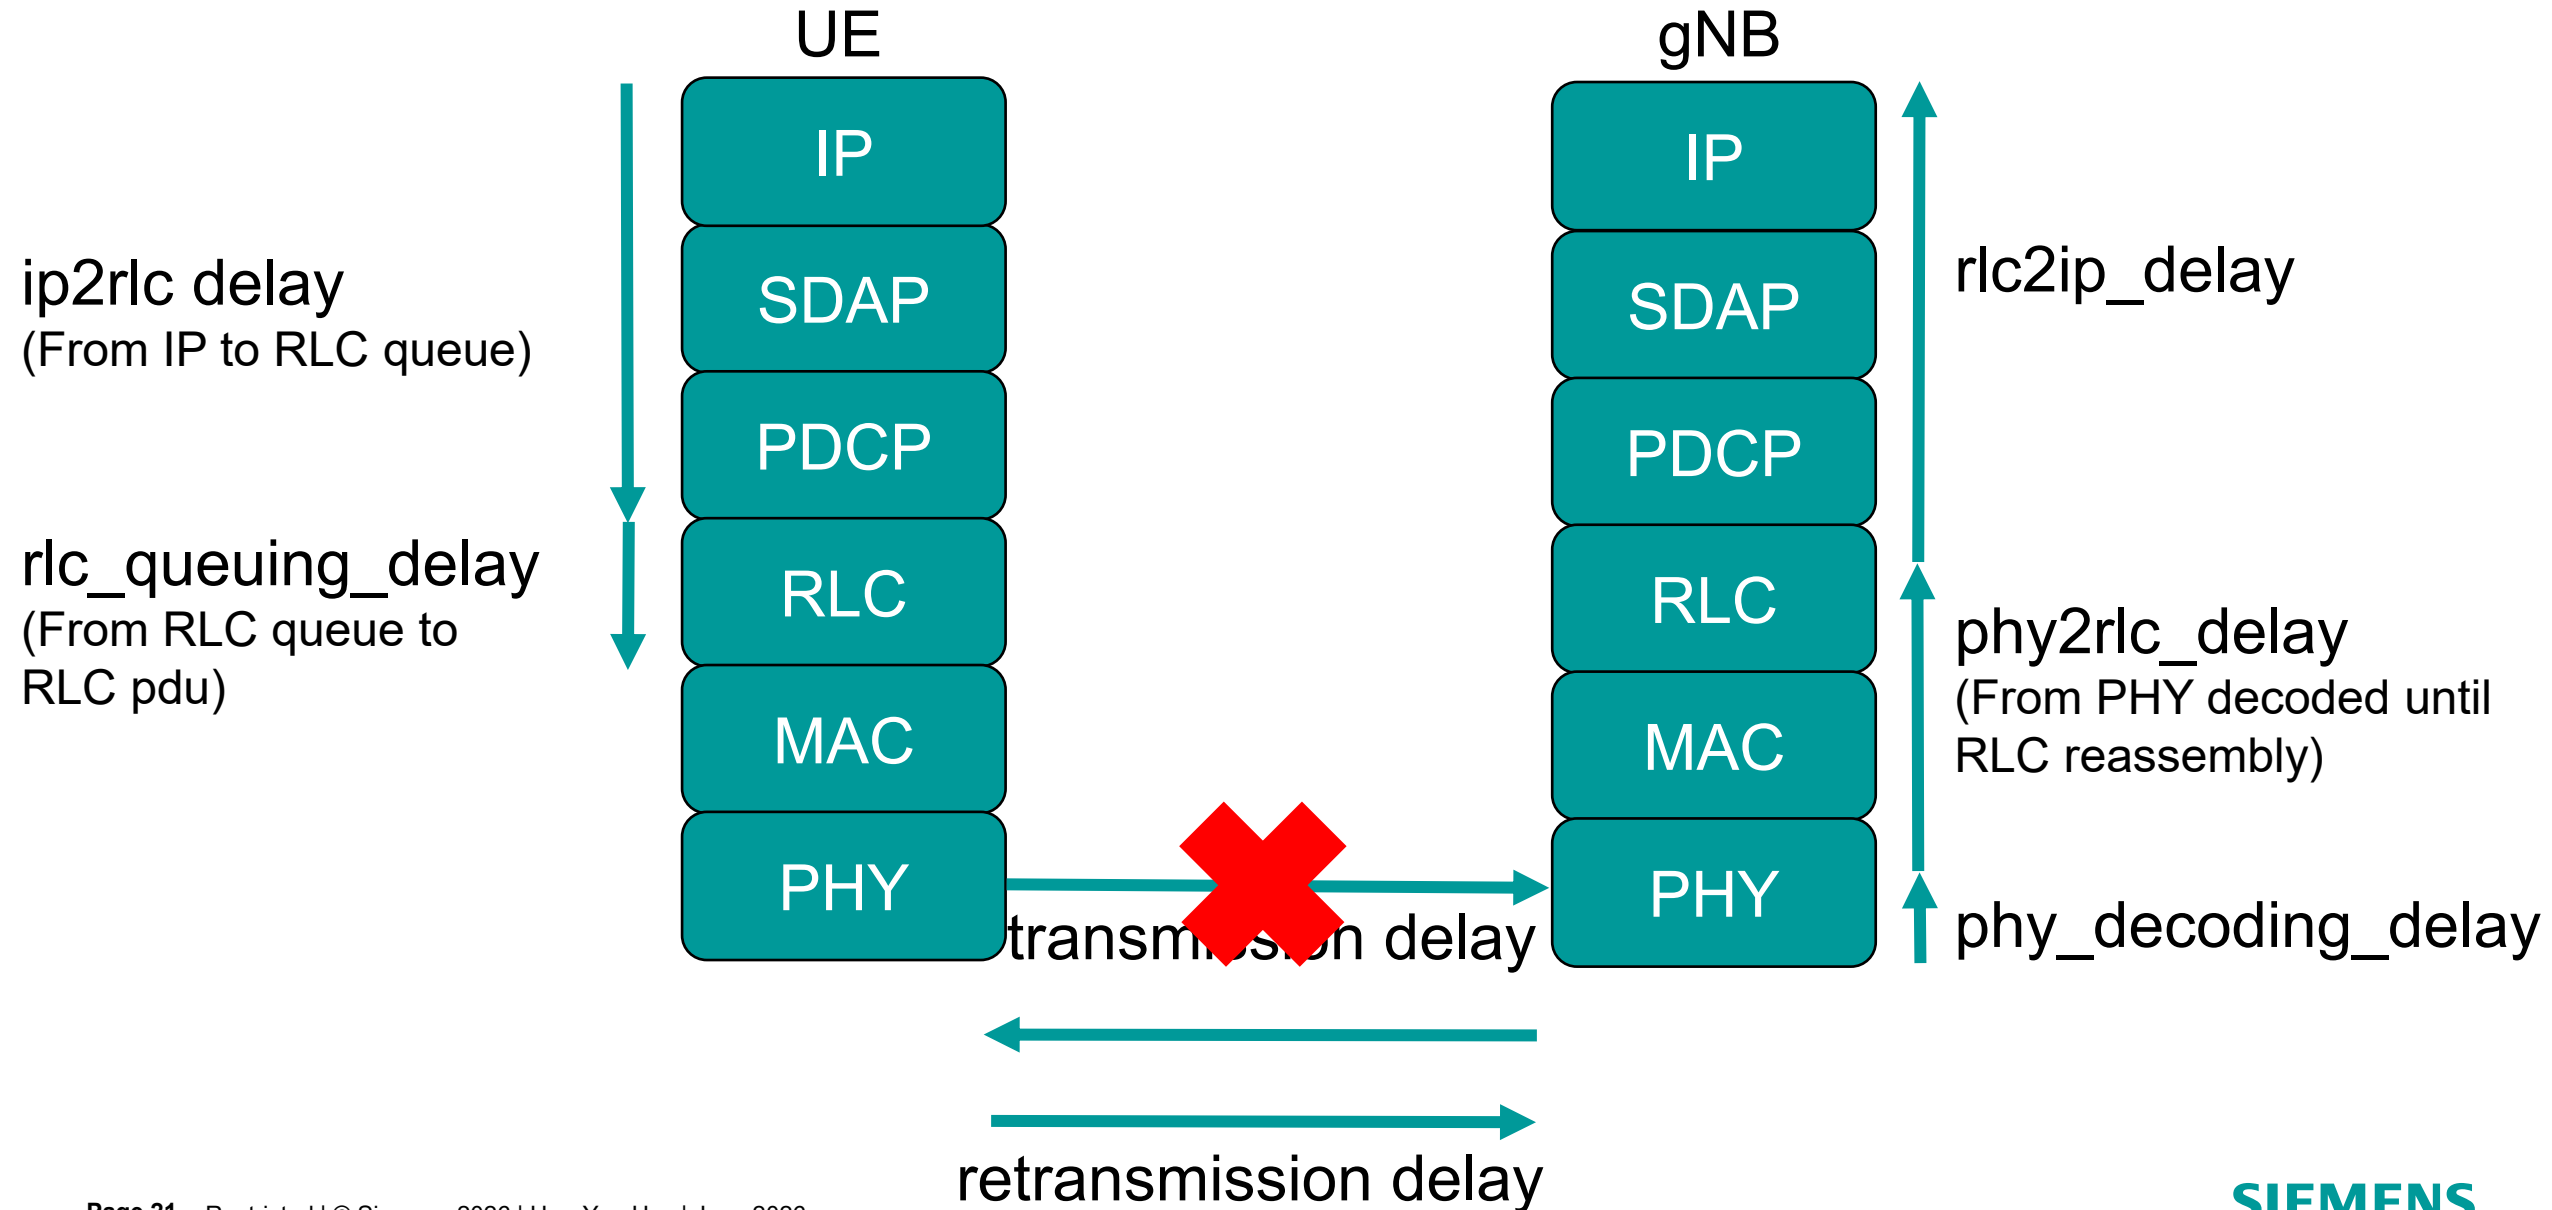 UE
gNB
IP
SDAP
PDCP
RLC
MAC
PHY
IP
SDAP
PDCP
RLC
MAC
PHY
ip2rlc delay
(From IP to RLC queue)
rlc_queuing_delay
(From RLC queue to
RLC pdu)
rlc2ip_delay
phy2rlc_delay
(From PHY decoded until
RLC reassembly)
phy_decoding_delay
delay
retransmission delay
Page 21
SIEMENS